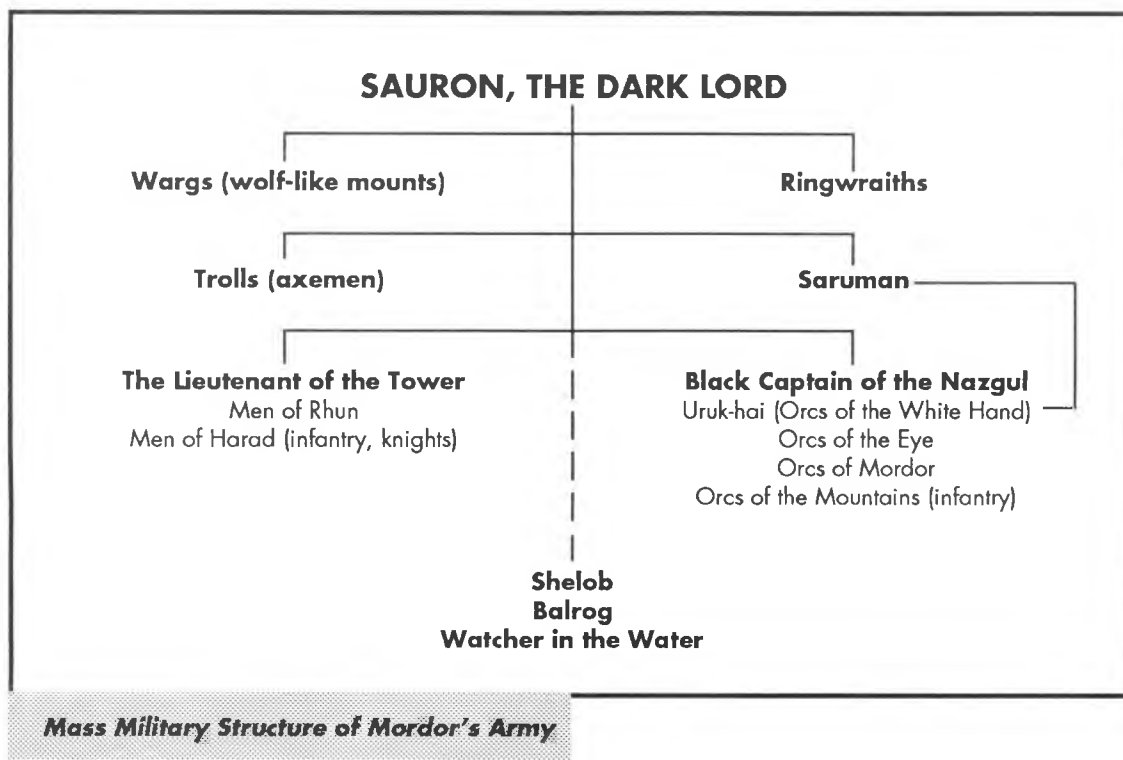 SAURON, THE DARK LORD
Wargs (wolf-like mounts)
Ringwraiths
Trolls (axemen)
Saruman
The Lieutenant of the Tower
Men of Rhun
Men of Harad (infantry, knights)
Black Captain of the Nazgul
Uruk-hai (Orcs of the White Hand)
Orcs of the Eye
Orcs of Mordor
Orcs of the Mountains (infantry)
Shelob
Balrog
Watcher in the Water
Mass Military Structure of Mordor's Army